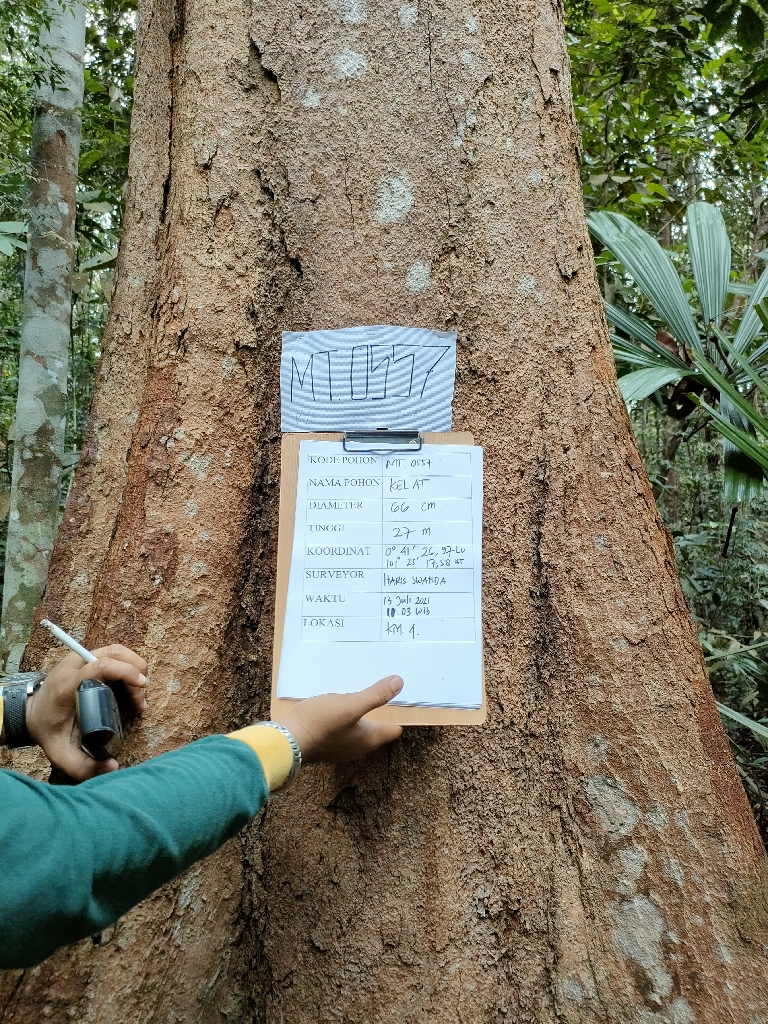 MT.0557
KODE POHON MT 0557
NAMA POHON KELAT
DIAMETER 66 cm
TINGGI 27 m
KOORDINAT 0° 41' 26,97 LU
101° 25' 17,58 BT
SURVEYOR HARIS SWANDA
WAKTU 13 Juli 2021
11.03 WIB
LOKASI KM 4.